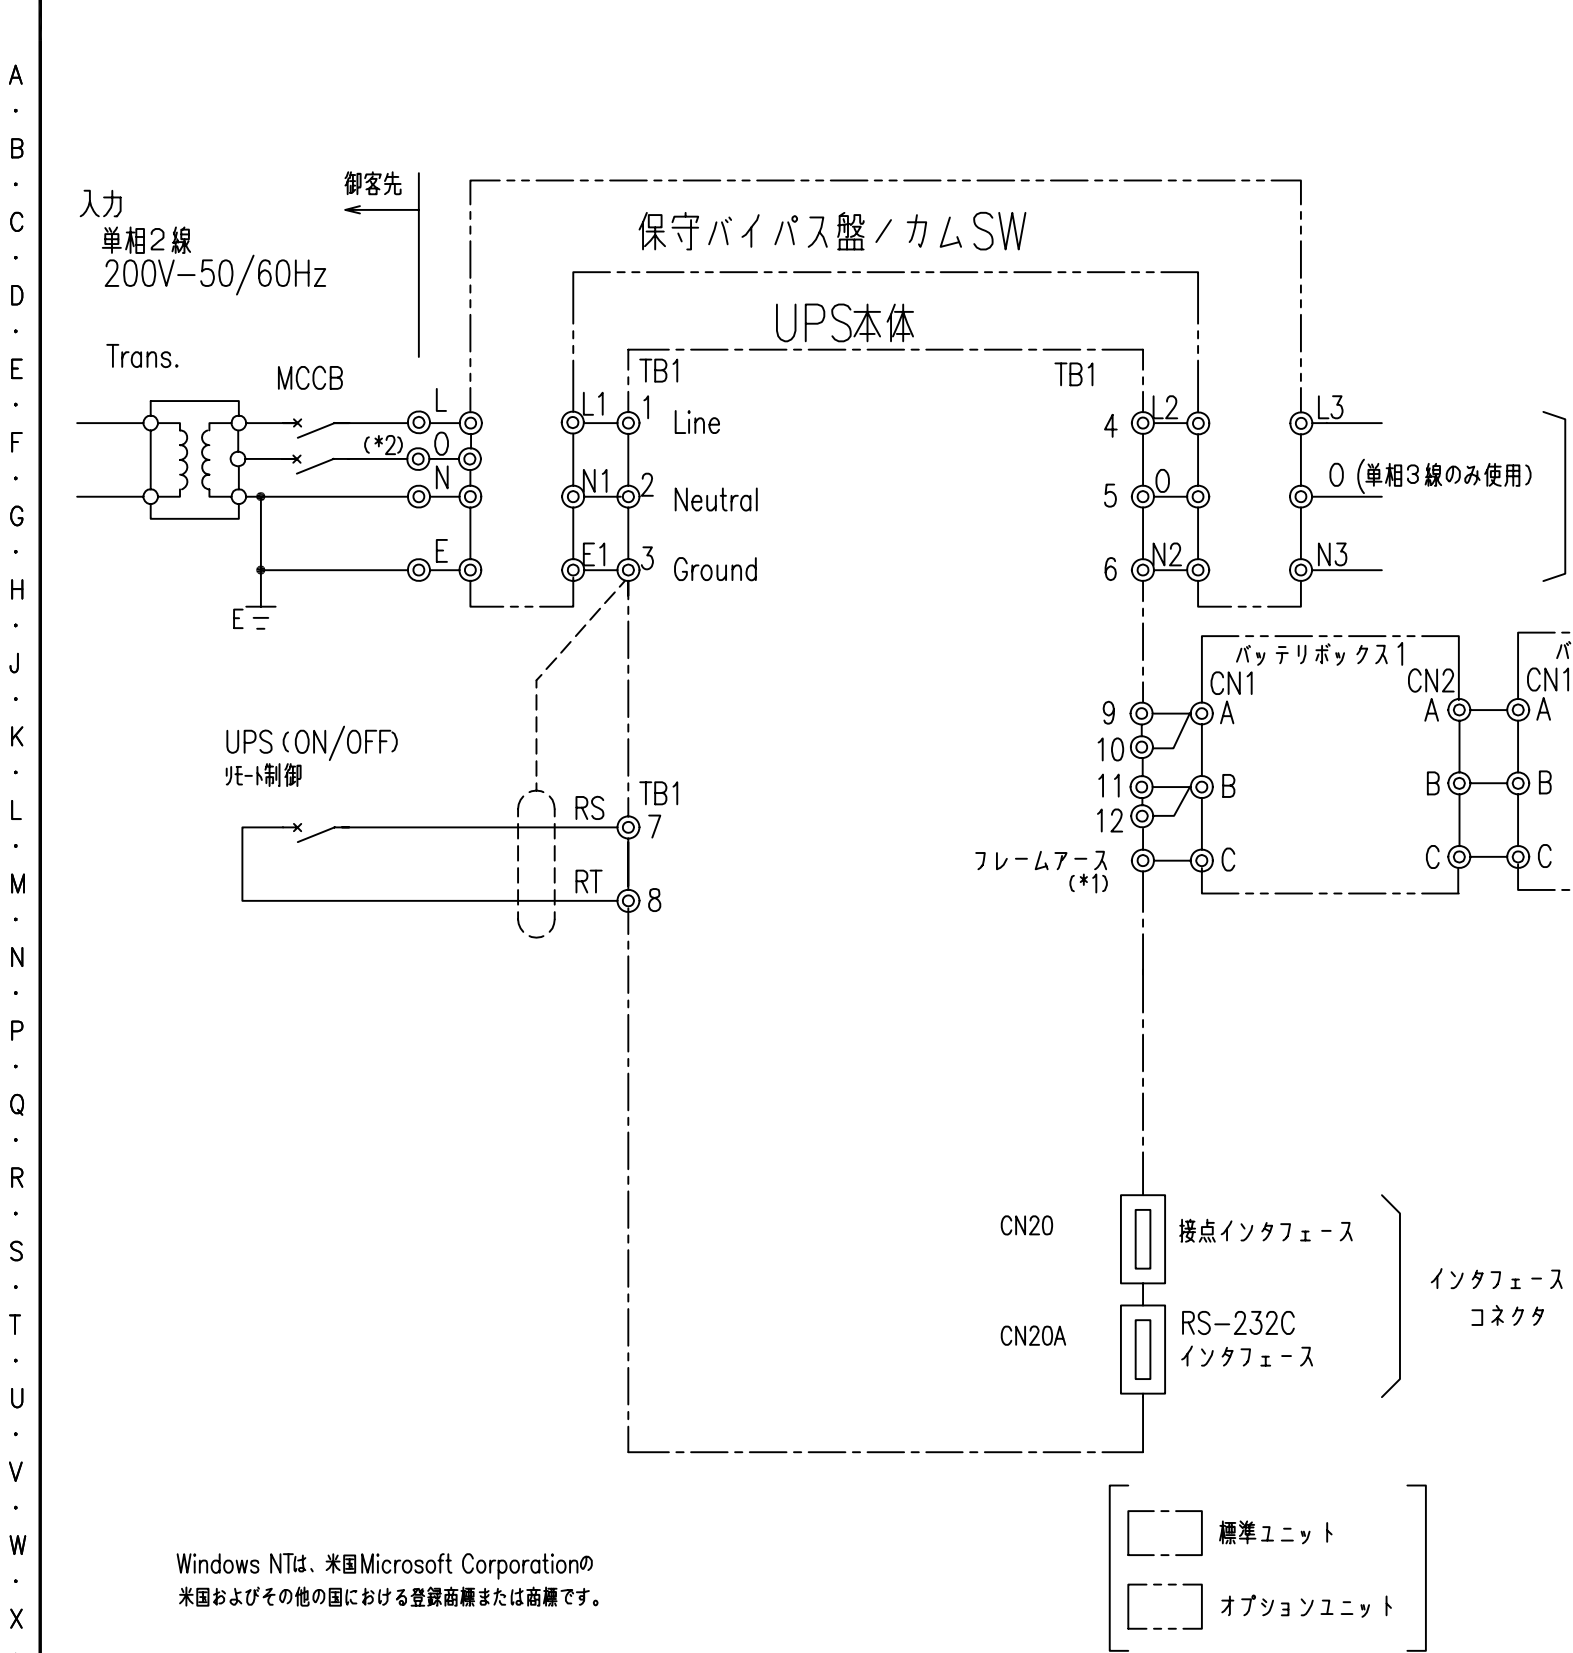 A
B
C
D
E
F
G
H
J
K
L
M
N
P
Q
R
S
T
U
V
W
X
御客先
入力
単相2線
200V-50/60Hz
保守バイパス盤/カムSW
UPS本体
Trans.
MCCB
TB1
TB1
L
L1
1
Line
4
L2
L3
(*2)
O
N
N1
2
Neutral
5
O
O (単相3線のみ使用)
E
E1
3
Ground
6
N2
N3
E
バッテリボックス1
バ
CN1
CN2
CN1
9
A
A
A
10
11
B
B
B
12
フレームアース
(*1)
C
C
C
UPS(ON/OFF)
リモート制御
RS
TB1
7
RT
8
CN20
接点インタフェース
CN20A
RS-232C
インタフェース
インタフェース
コネクタ
標準ユニット
オプションユニット
Windows NTは、米国Microsoft Corporationの
米国およびその他の国における登録商標または商標です。